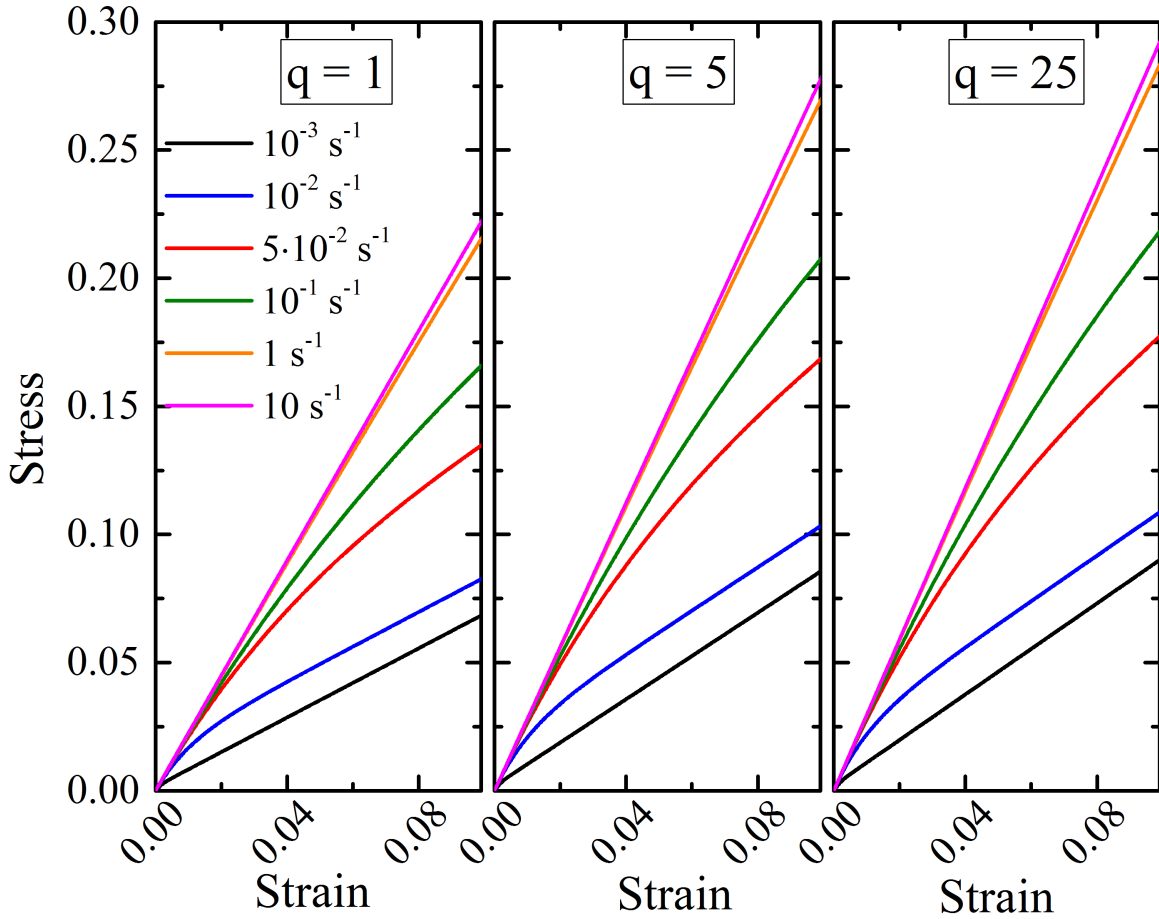 q = 1
q = 5
q = 25
10⁻³ s⁻¹
10⁻² s⁻¹
5·10⁻² s⁻¹
10⁻¹ s⁻¹
1 s⁻¹
10 s⁻¹
Stress
0.30
0.25
0.20
0.15
0.10
0.05
0.00
0.00
0.04
0.08
0.00
0.04
0.08
0.00
0.04
0.08
Strain
Strain
Strain